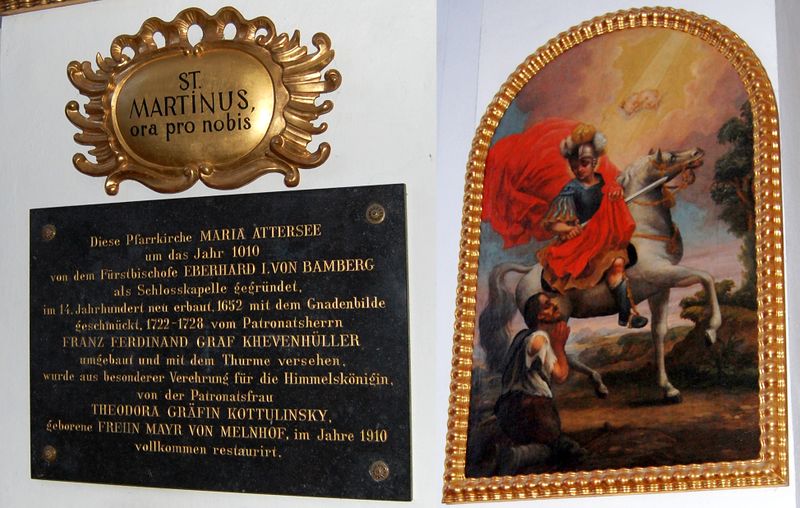 ST.
MARTINUS,
ora pro nobis
Diese Pfarrkirche MARIA ATTERSEE
um das Jahr 1010
von dem Fürstbischofe EBERHARD I. VON BAMBERG
als Schlosskapelle gegründet,
im 14. Jahrhundert neu erbaut, 1652 mit dem Gnadenbilde
geschmückt, 1722-1728 vom Patronatsherrn
FRANZ FERDINAND GRAF KHEVENHÜLLER
umgebaut und mit dem Thurme versehen,
wurde aus besonderer Verehrung für die Himmelskönigin,
von der Patronatsfrau
THEODORA GRÄFIN KOTTULINSKY,
geborene FREIIN MAYR VON MELNHOF, im Jahre 1910
vollkommen restaurirt.